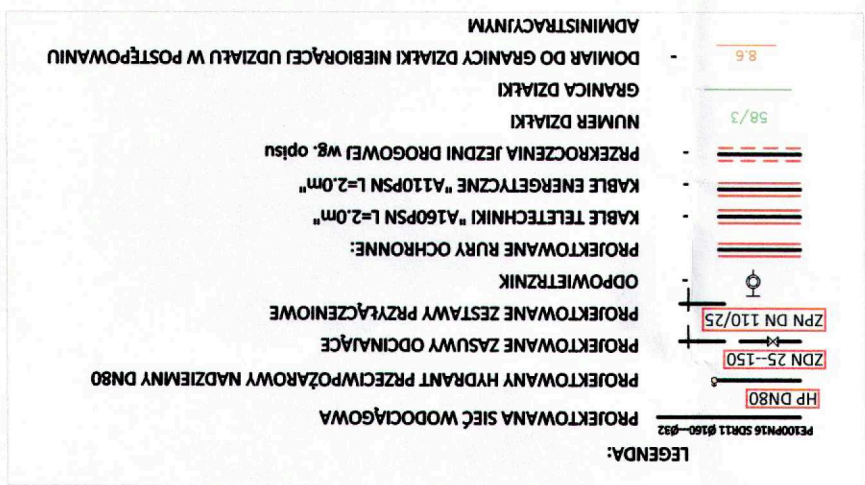 LEGENDA:
PE100PN16 SDR11 Ø160--Ø32 PROJEKTOWANA SIEĆ WODOCIĄGOWA
HP DN80 PROJEKTOWANY HYDRANT PRZECIWPOŻAROWY NADZIEMNY DN80
ZDN 25--150 PROJEKTOWANE ZASUWY ODCINAJĄCE
ZPN DN 110/25 PROJEKTOWANE ZESTAWY PRZYŁĄCZENIOWE
- ODPOWIETRZNIK
PROJEKTOWANE RURY OCHRONNE:
- KABLE TELETECHNIKI "A160PSN L=2.0m"
- KABLE ENERGETYCZNE "A110PSN L=2.0m"
- PRZEKROCZENIA JEZDNI DROGOWEJ wg. opisu
58/3 NUMER DZIAŁKI
GRANICA DZIAŁKI
8.6 - DOMIAR DO GRANICY DZIAŁKI NIEBIORĄCEJ UDZIAŁU W POSTĘPOWANIU
ADMINISTRACYJNYM